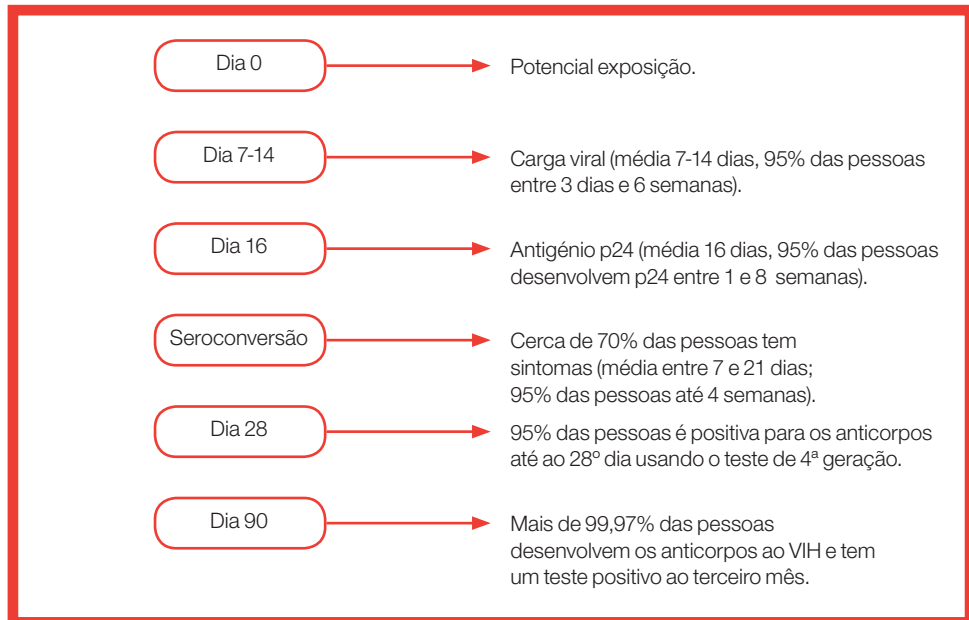 Dia 0
Potencial exposição.
Dia 7-14
Carga viral (média 7-14 dias, 95% das pessoas
entre 3 dias e 6 semanas).
Dia 16
Antigénio p24 (média 16 dias, 95% das pessoas
desenvolvem p24 entre 1 e 8 semanas).
Seroconversão
Cerca de 70% das pessoas tem
sintomas (média entre 7 e 21 dias;
95% das pessoas até 4 semanas).
Dia 28
95% das pessoas é positiva para os anticorpos
até ao 28º dia usando o teste de 4ª geração.
Dia 90
Mais de 99,97% das pessoas
desenvolvem os anticorpos ao VIH e tem
um teste positivo ao terceiro mês.